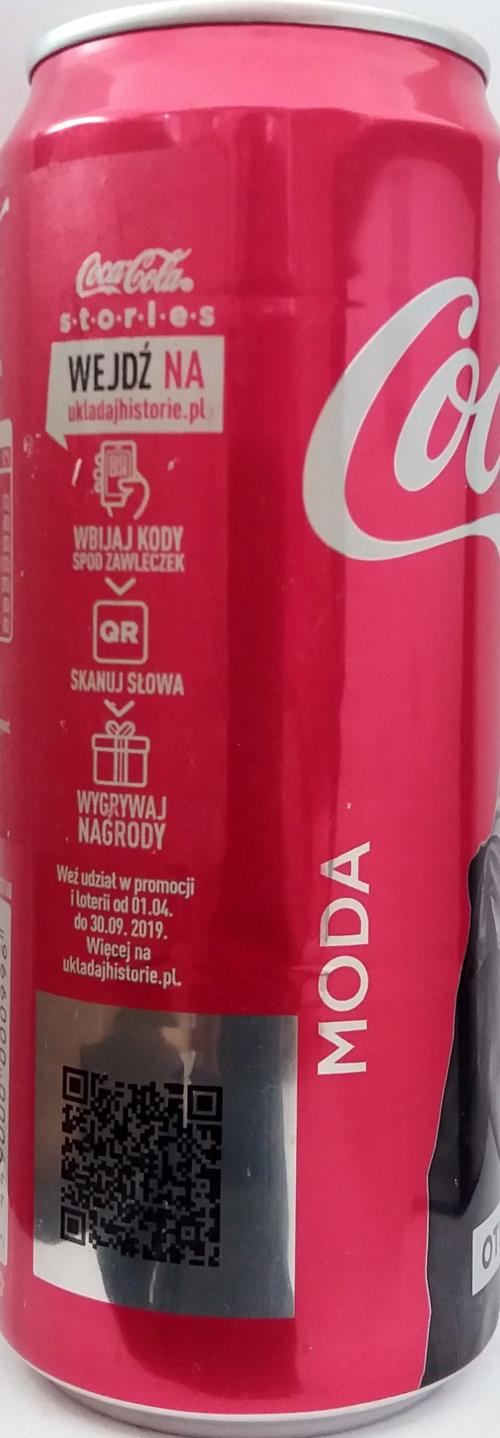 Coca-Cola
s·t·o·r·i·e·s
WEJDŹ NA
ukladajhistorie.pl
WBIJAJ KODY
SPOD ZAWLECZEK
QR
SKANUJ SŁOWA
WYGRYWAJ
NAGRODY
Weź udział w promocji
i loterii od 01.04.
do 30.09. 2019.
Więcej na
ukladajhistorie.pl.
Coc
MODA